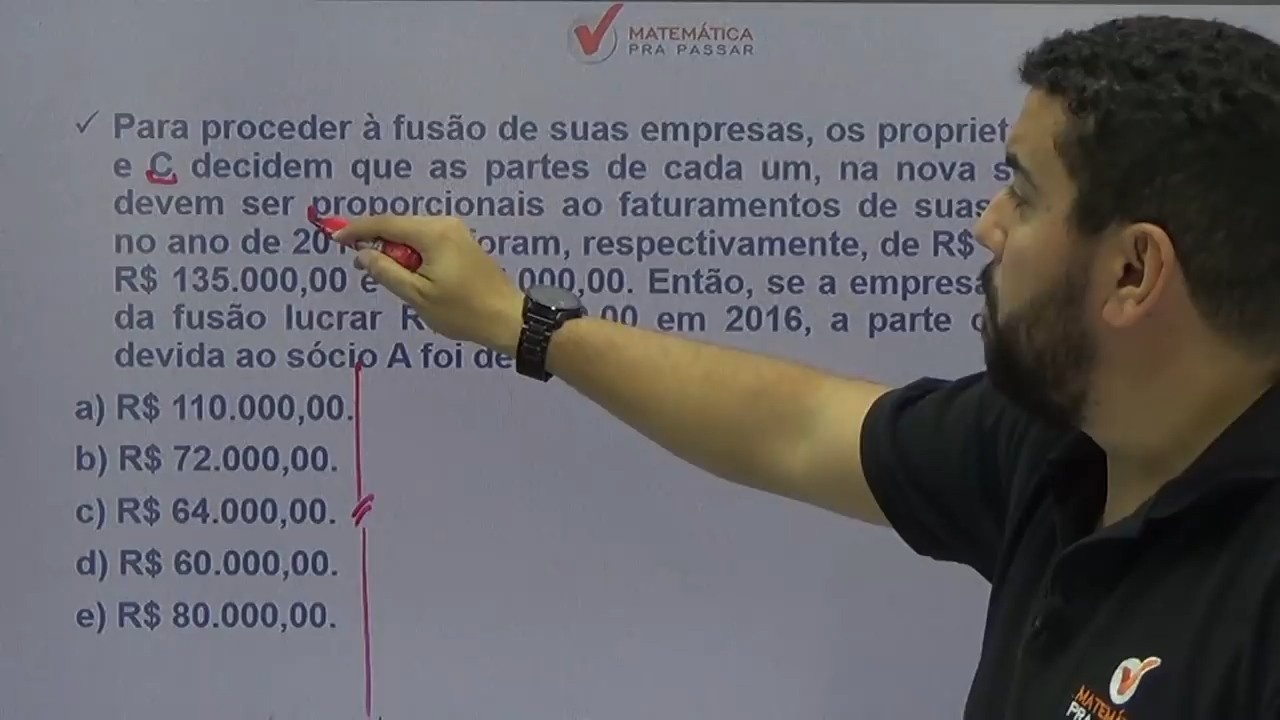 MATEMÁTICA
PRA PASSAR
✓ Para proceder à fusão de suas empresas, os
e C, decidem que as partes de cada um, na nova
devem ser proporcionais ao faturamentos de suas
no ano de respectivamente, de R$
R$ 135.000,00 e 000,00. Então, se a empresa
da fusão lucrar 00 em 2016, a parte
devida ao sócio A foi de
a) R$ 110.000,00.
b) R$ 72.000,00.
c) R$ 64.000,00.
d) R$ 60.000,00.
e) R$ 80.000,00.